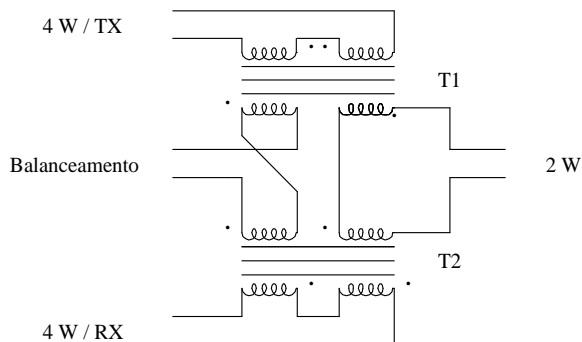 4 W / TX
T1
Balanceamento
2 W
T2
4 W / RX